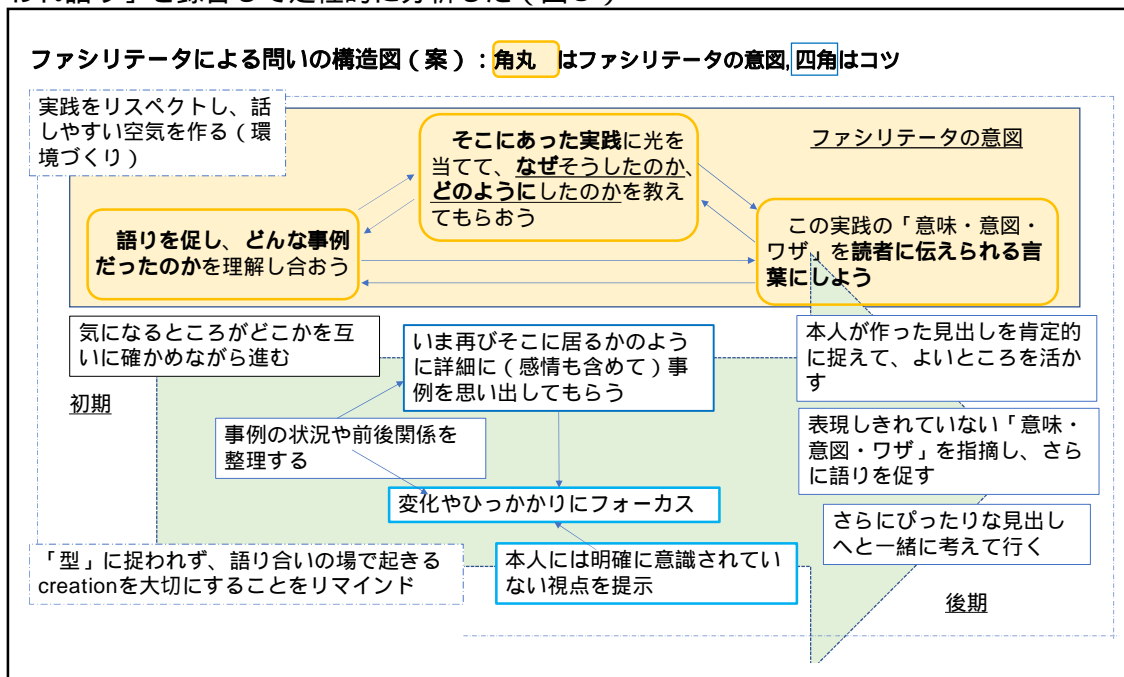 ファシリテータによる問いの構造図（案）：角丸　はファシリテータの意図,四角はコツ
実践をリスペクトし、話
しやすい空気を作る（環
境づくり）
ファシリテータの意図
そこにあった実践に光を
当てて、なぜそうしたのか、
どのようにしたのかを教え
てもらおう
語りを促し、どんな事例
だったのかを理解し合おう
この実践の「意味・意図・
ワザ」を読者に伝えられる言
葉にしよう
気になるところがどこかを互
いに確かめながら進む
いま再びそこに居るかのよう
に詳細に（感情も含めて）事
例を思い出してもらう
本人が作った見出しを肯定的
に捉えて、よいところを活か
す
初期
事例の状況や前後関係を
整理する
表現しきれていない「意味・
意図・ワザ」を指摘し、さら
に語りを促す
変化やひっかかりにフォーカス
さらにぴったりな見出し
へと一緒に考えて行く
「型」に捉われず、語り合いの場で起きる
creationを大切にすることをリマインド
本人には明確に意識されてい
ない視点を提示
後期